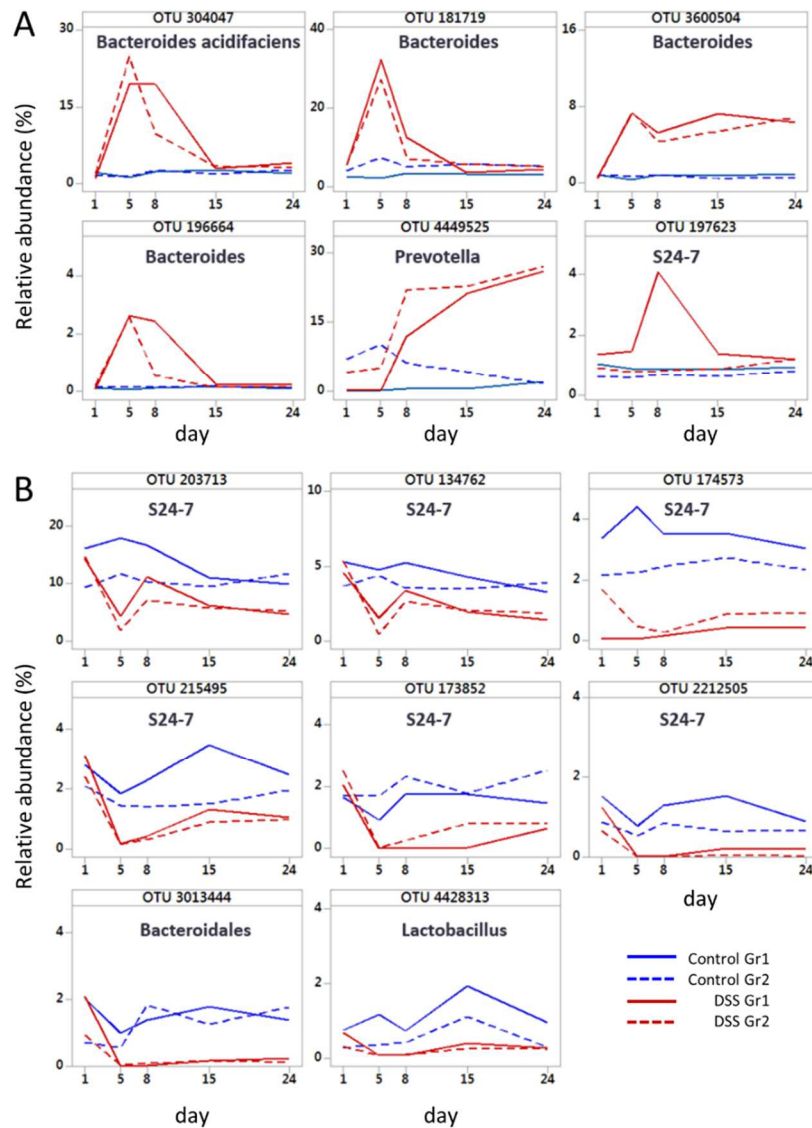 A
Relative abundance (%)
OTU 304047
Bacteroides acidifaciens
30
15
0
1 5 8 15 24
OTU 181719
Bacteroides
40
20
0
1 5 8 15 24
OTU 3600504
Bacteroides
16
8
0
1 5 8 15 24
OTU 196664
Bacteroides
4
2
0
1 5 8 15 24
day
OTU 4449525
Prevotella
30
15
0
1 5 8 15 24
day
OTU 197623
S24-7
4
2
0
1 5 8 15 24
day
B
Relative abundance (%)
OTU 203713
S24-7
20
10
0
1 5 8 15 24
OTU 134762
S24-7
10
5
0
1 5 8 15 24
OTU 174573
S24-7
4
2
0
1 5 8 15 24
OTU 215495
S24-7
4
2
0
1 5 8 15 24
OTU 173852
S24-7
4
2
0
1 5 8 15 24
OTU 2212505
S24-7
4
2
0
1 5 8 15 24
day
OTU 3013444
Bacteroidales
4
2
0
1 5 8 15 24
day
OTU 4428313
Lactobacillus
4
2
0
1 5 8 15 24
day
Control Gr1
Control Gr2
DSS Gr1
DSS Gr2